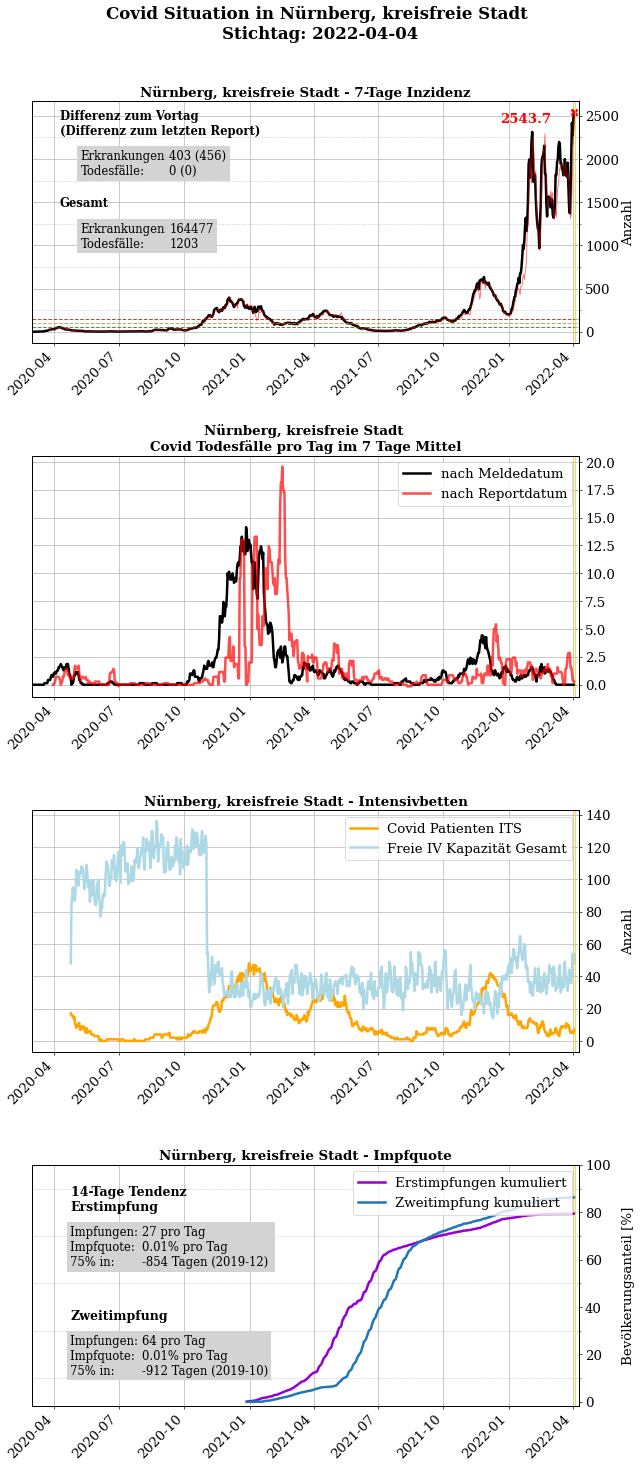 Covid Situation in Nürnberg, kreisfreie Stadt
Stichtag: 2022-04-04
Nürnberg, kreisfreie Stadt - 7-Tage Inzidenz
Differenz zum Vortag
(Differenz zum letzten Report)
Erkrankungen 403 (456)
Todesfälle: 0 (0)
Gesamt
Erkrankungen 164477
Todesfälle: 1203
2543.7
2500
2000
1500
1000
500
0
Anzahl
2020-04
2020-07
2020-10
2021-01
2021-04
2021-07
2021-10
2022-01
2022-04
Nürnberg, kreisfreie Stadt
Covid Todesfälle pro Tag im 7 Tage Mittel
nach Meldedatum
nach Reportdatum
20.0
17.5
15.0
12.5
10.0
7.5
5.0
2.5
0.0
2020-04
2020-07
2020-10
2021-01
2021-04
2021-07
2021-10
2022-01
2022-04
Nürnberg, kreisfreie Stadt - Intensivbetten
Covid Patienten ITS
Freie IV Kapazität Gesamt
140
120
100
80
60
40
20
0
Anzahl
2020-04
2020-07
2020-10
2021-01
2021-04
2021-07
2021-10
2022-01
2022-04
Nürnberg, kreisfreie Stadt - Impfquote
14-Tage Tendenz
Erstimpfung
Impfungen: 27 pro Tag
Impfquote: 0.01% pro Tag
75% in: -854 Tagen (2019-12)
Zweitimpfung
Impfungen: 64 pro Tag
Impfquote: 0.01% pro Tag
75% in: -912 Tagen (2019-10)
Erstimpfungen kumuliert
Zweitimpfung kumuliert
100
80
60
40
20
0
Bevölkerungsanteil [%]
2020-04
2020-07
2020-10
2021-01
2021-04
2021-07
2021-10
2022-01
2022-04